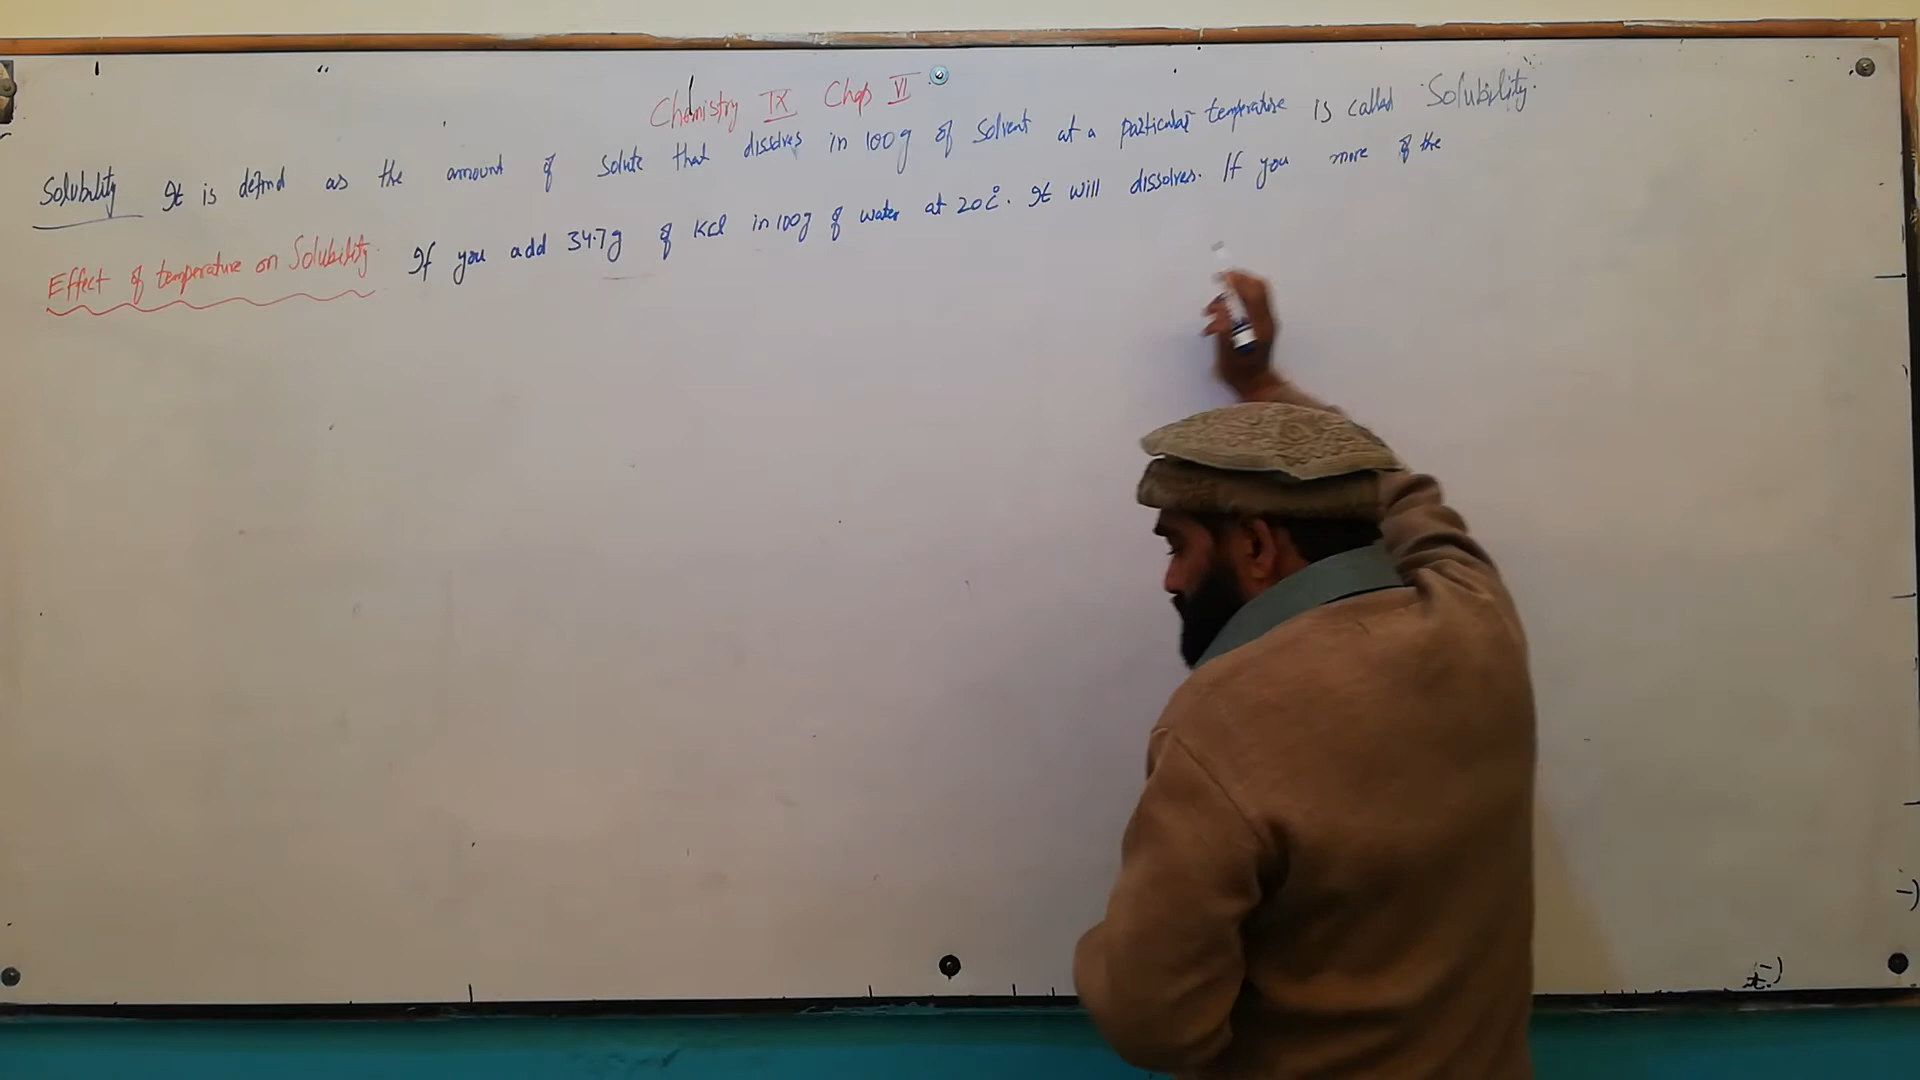 Chemistry IX Chap VI
Solubility It is defind as the amount of solute that dissolves in 100g of solvent at a particular temperature is called Solubility.
Effect of temperature on Solubility If you add 34.7g of KCl in 100g of water at 20C°. It will dissolves. If you more of the